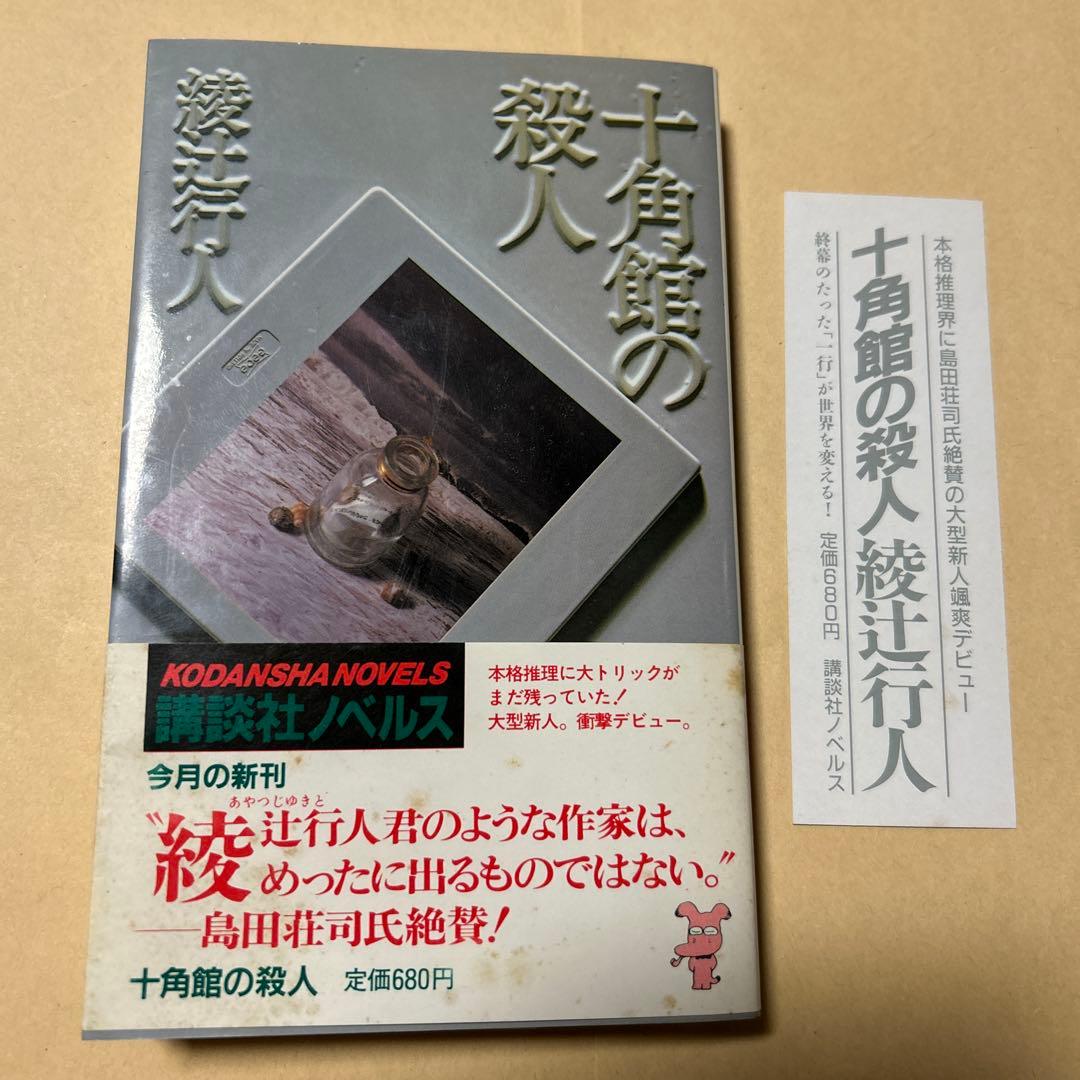 十角館の
殺人
綾辻行人
KODANSHA NOVELS
講談社ノベルス
本格推理に大トリックが
まだ残っていた!
大型新人。衝撃デビュー。
今月の新刊
あやつじゆきと
〝綾辻行人君のような作家は、
めったに出るものではない。〟
──島田荘司氏絶賛!
十角館の殺人 定価680円
本格推理界に島田荘司氏絶賛の大型新人颯爽デビュー
十角館の殺人 綾辻行人
終幕のたった「一行」が世界を変える! 定価680円 講談社ノベルス